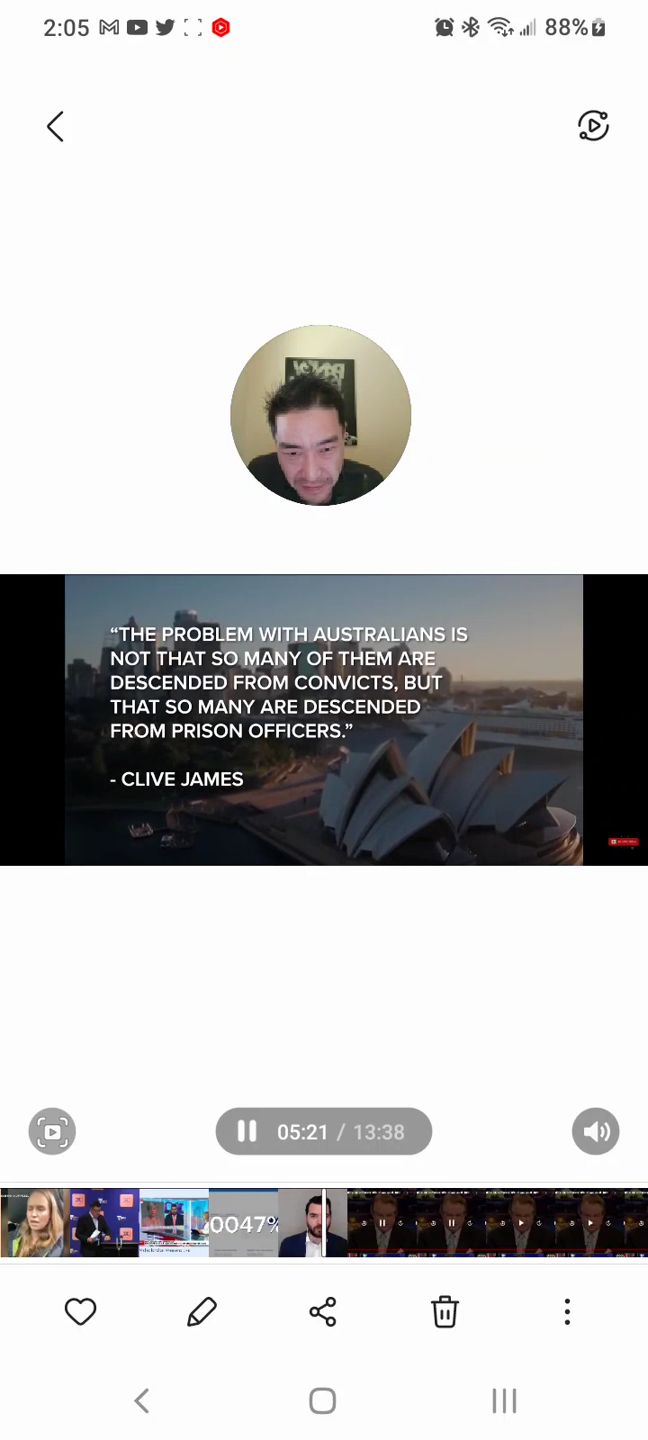 2:05
88%
"THE PROBLEM WITH AUSTRALIANS IS
NOT THAT SO MANY OF THEM ARE
DESCENDED FROM CONVICTS, BUT
THAT SO MANY ARE DESCENDED
FROM PRISON OFFICERS."
- CLIVE JAMES
05:21 / 13:38
0047%